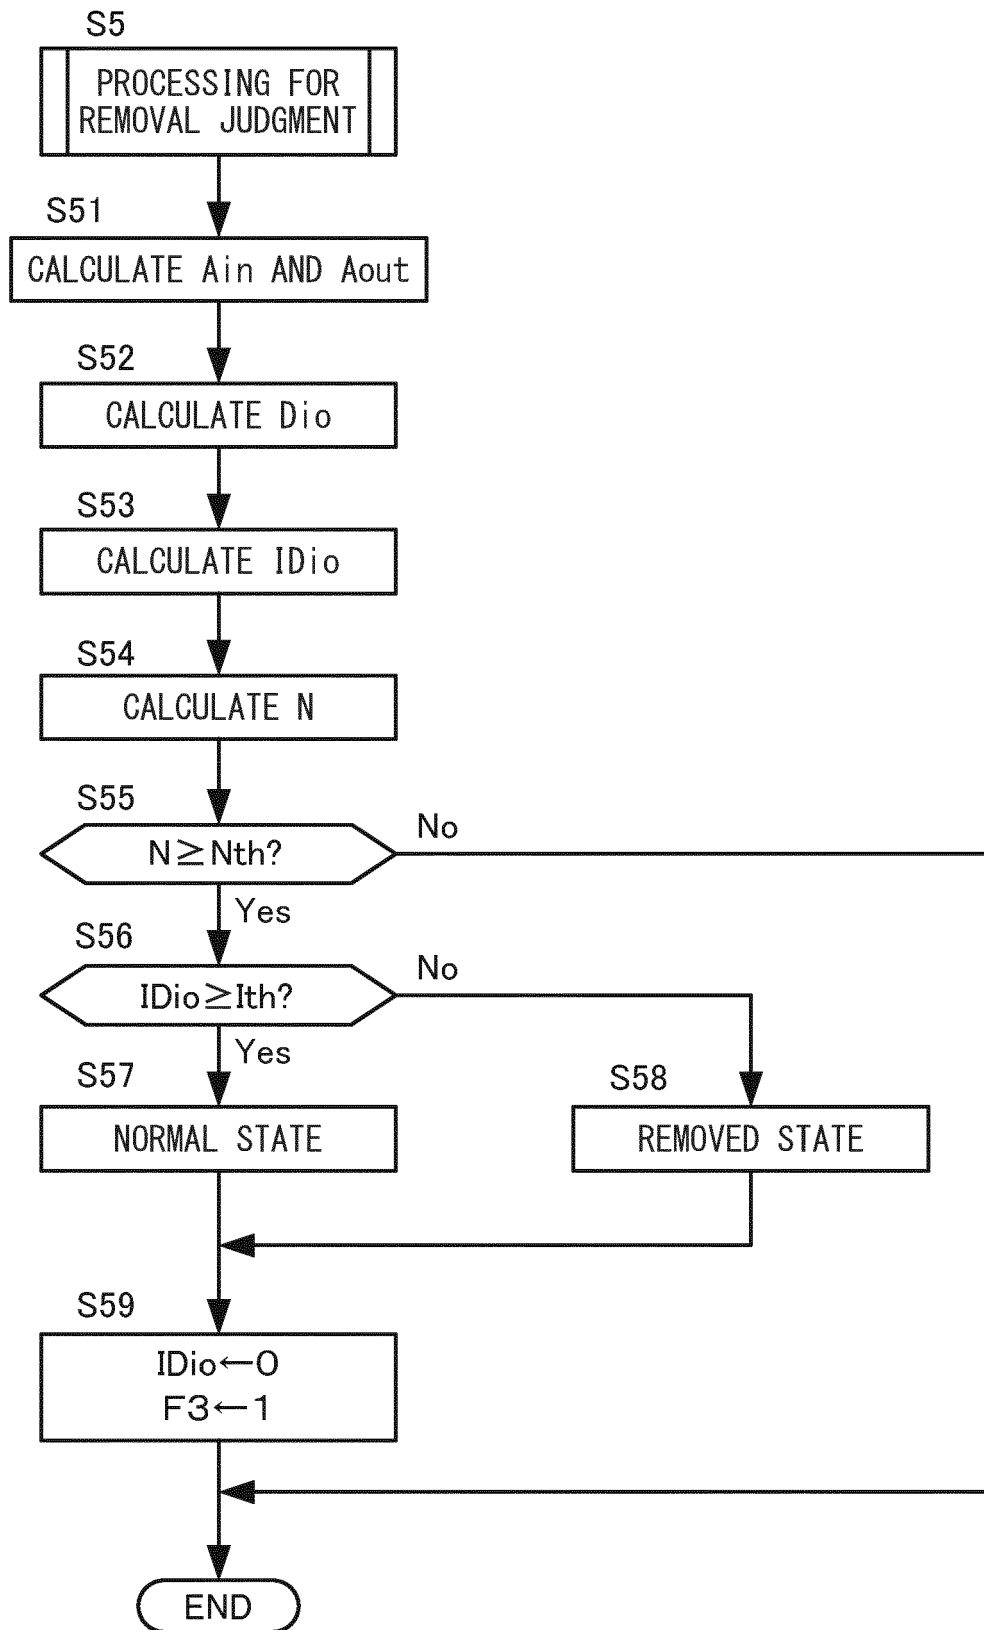 S5
PROCESSING FOR
REMOVAL JUDGMENT
S51
CALCULATE Ain AND Aout
S52
CALCULATE Dio
S53
CALCULATE IDio
S54
CALCULATE N
S55
N≧Nth?
No
Yes
S56
IDio≧Ith?
No
Yes
S57
NORMAL STATE
S58
REMOVED STATE
S59
IDio←0
F3←1
END